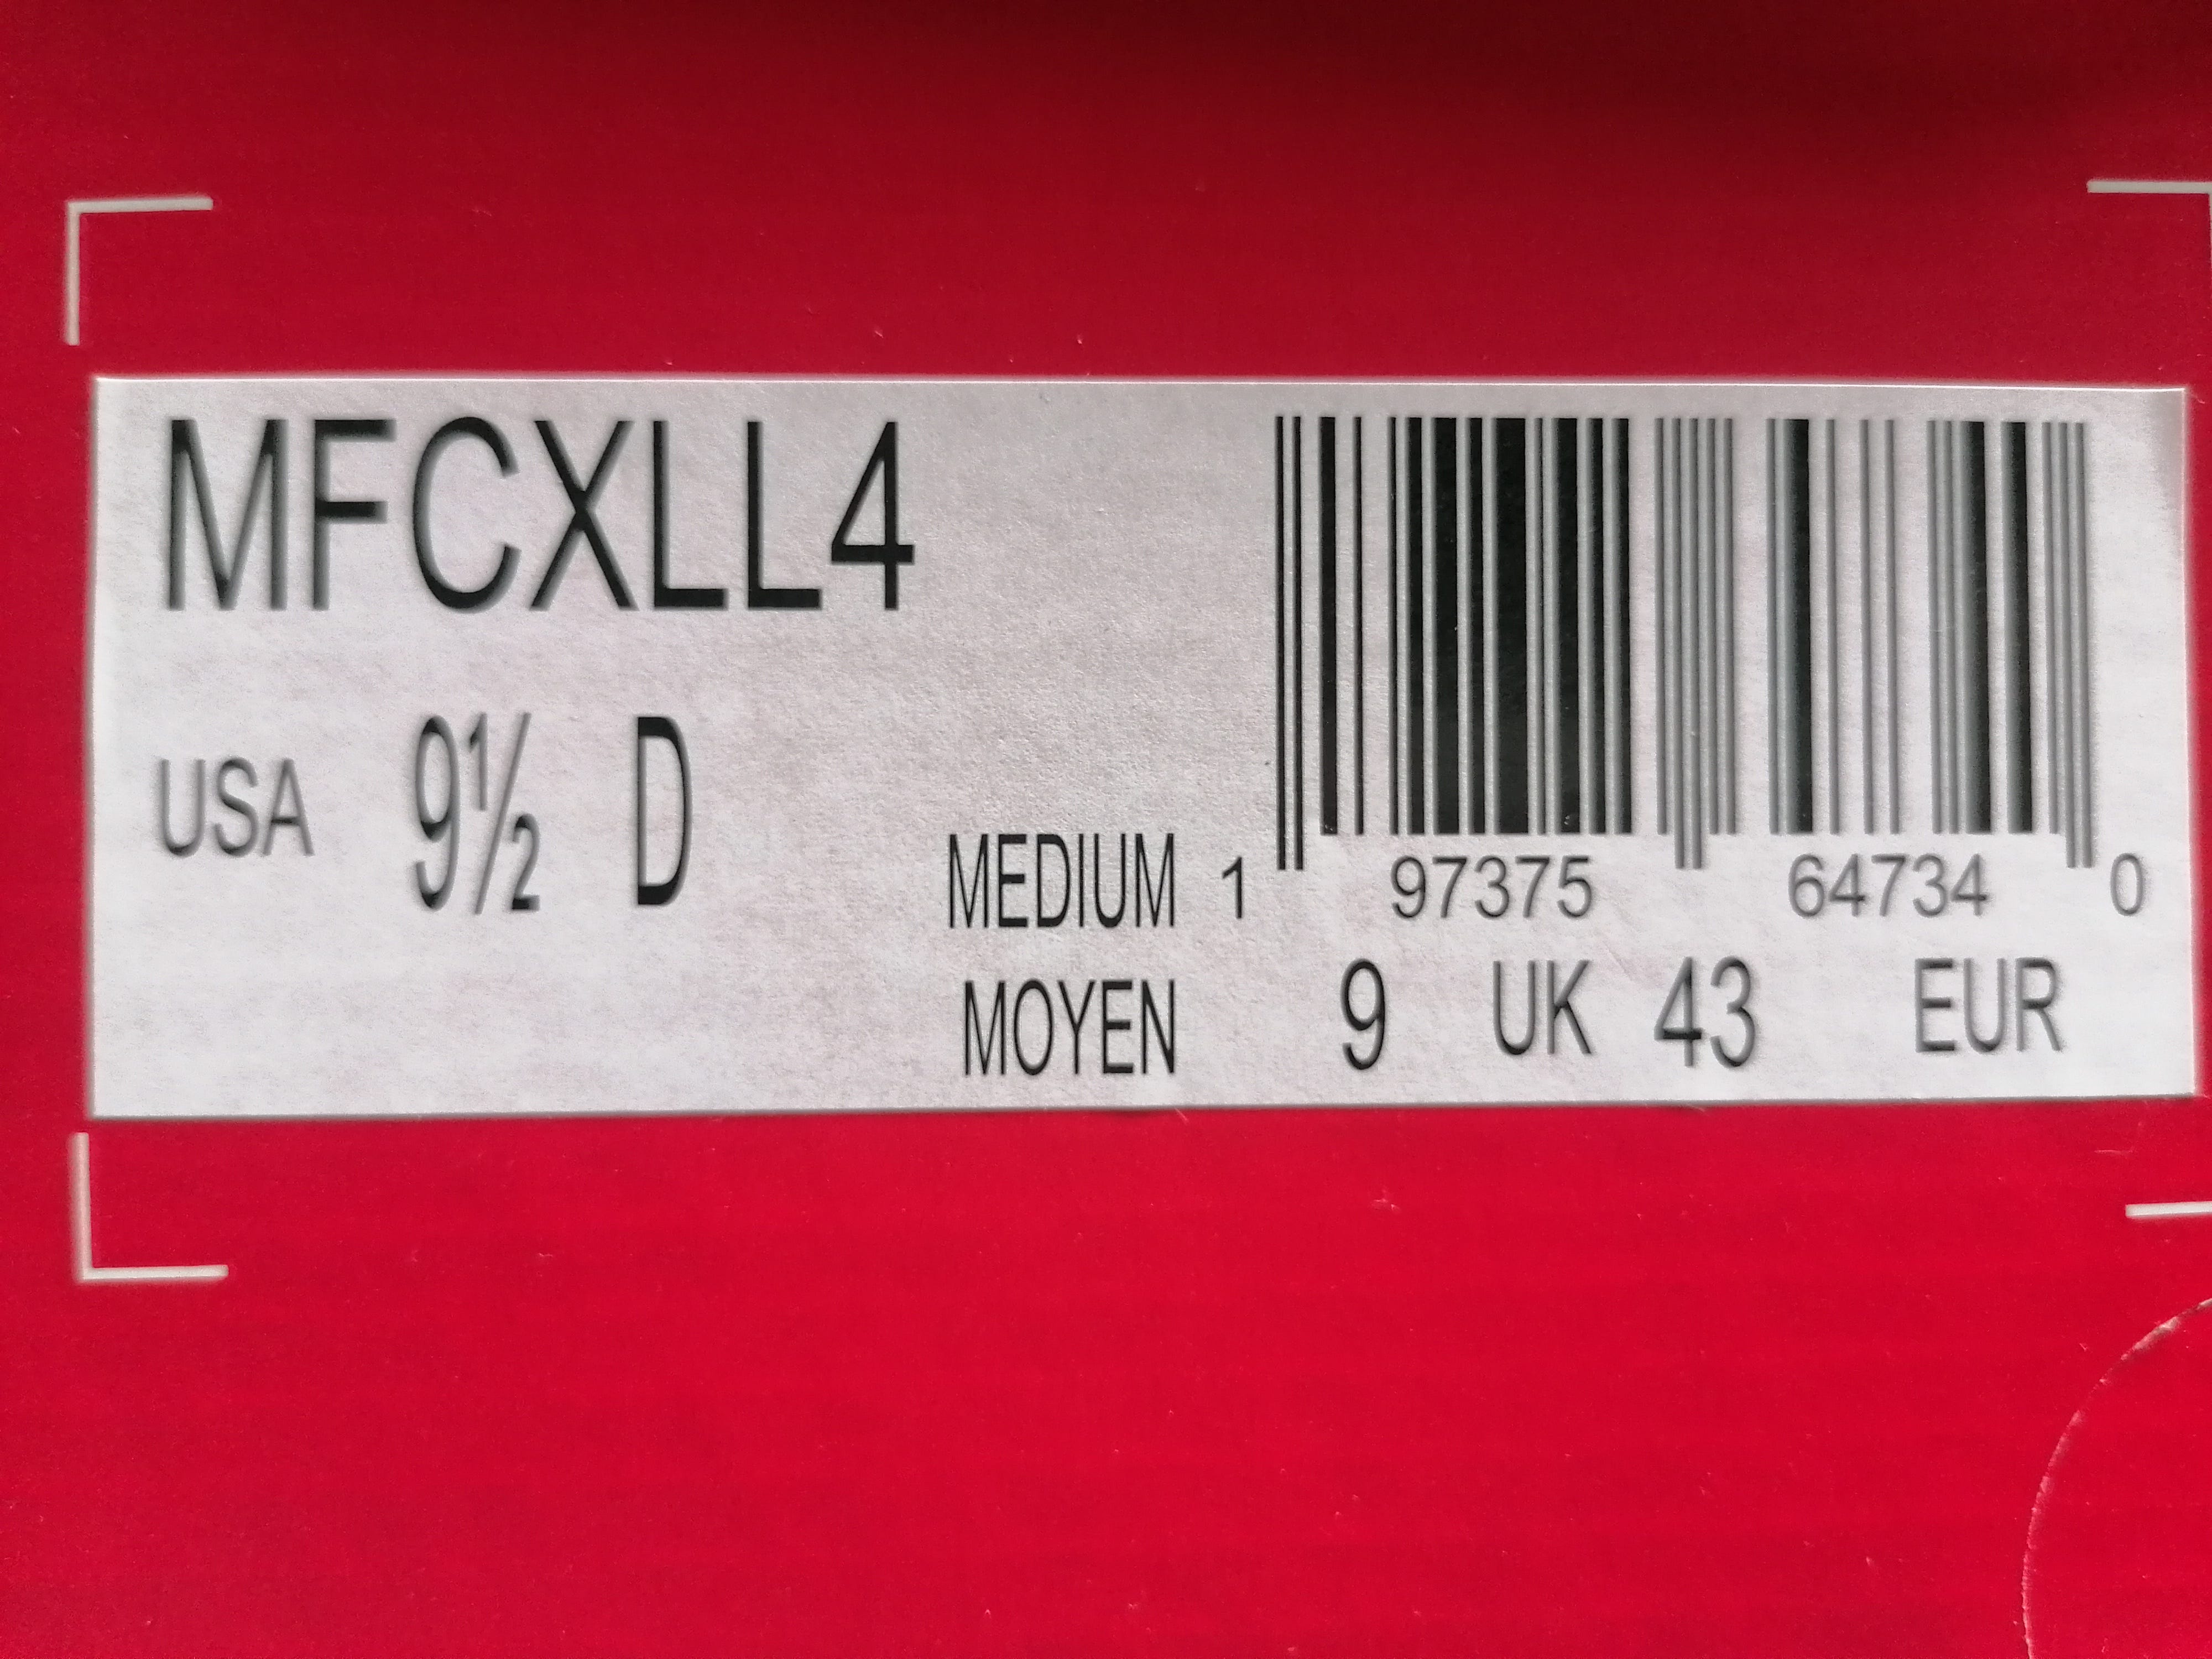 MFCXLL4
USA 9½ D
MEDIUM 1 97375 64734 0
MOYEN 9 UK 43 EUR